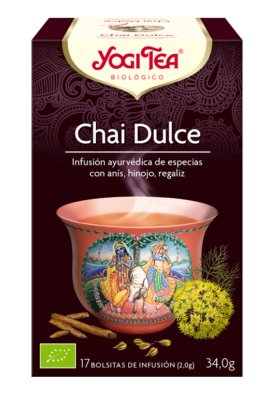 YOGI TEA
BIOLÓGICO
Chai Dulce
Infusión ayurvédica de especias
con anís, hinojo, regaliz
17 BOLSITAS DE INFUSIÓN (2,0g) 34,0g